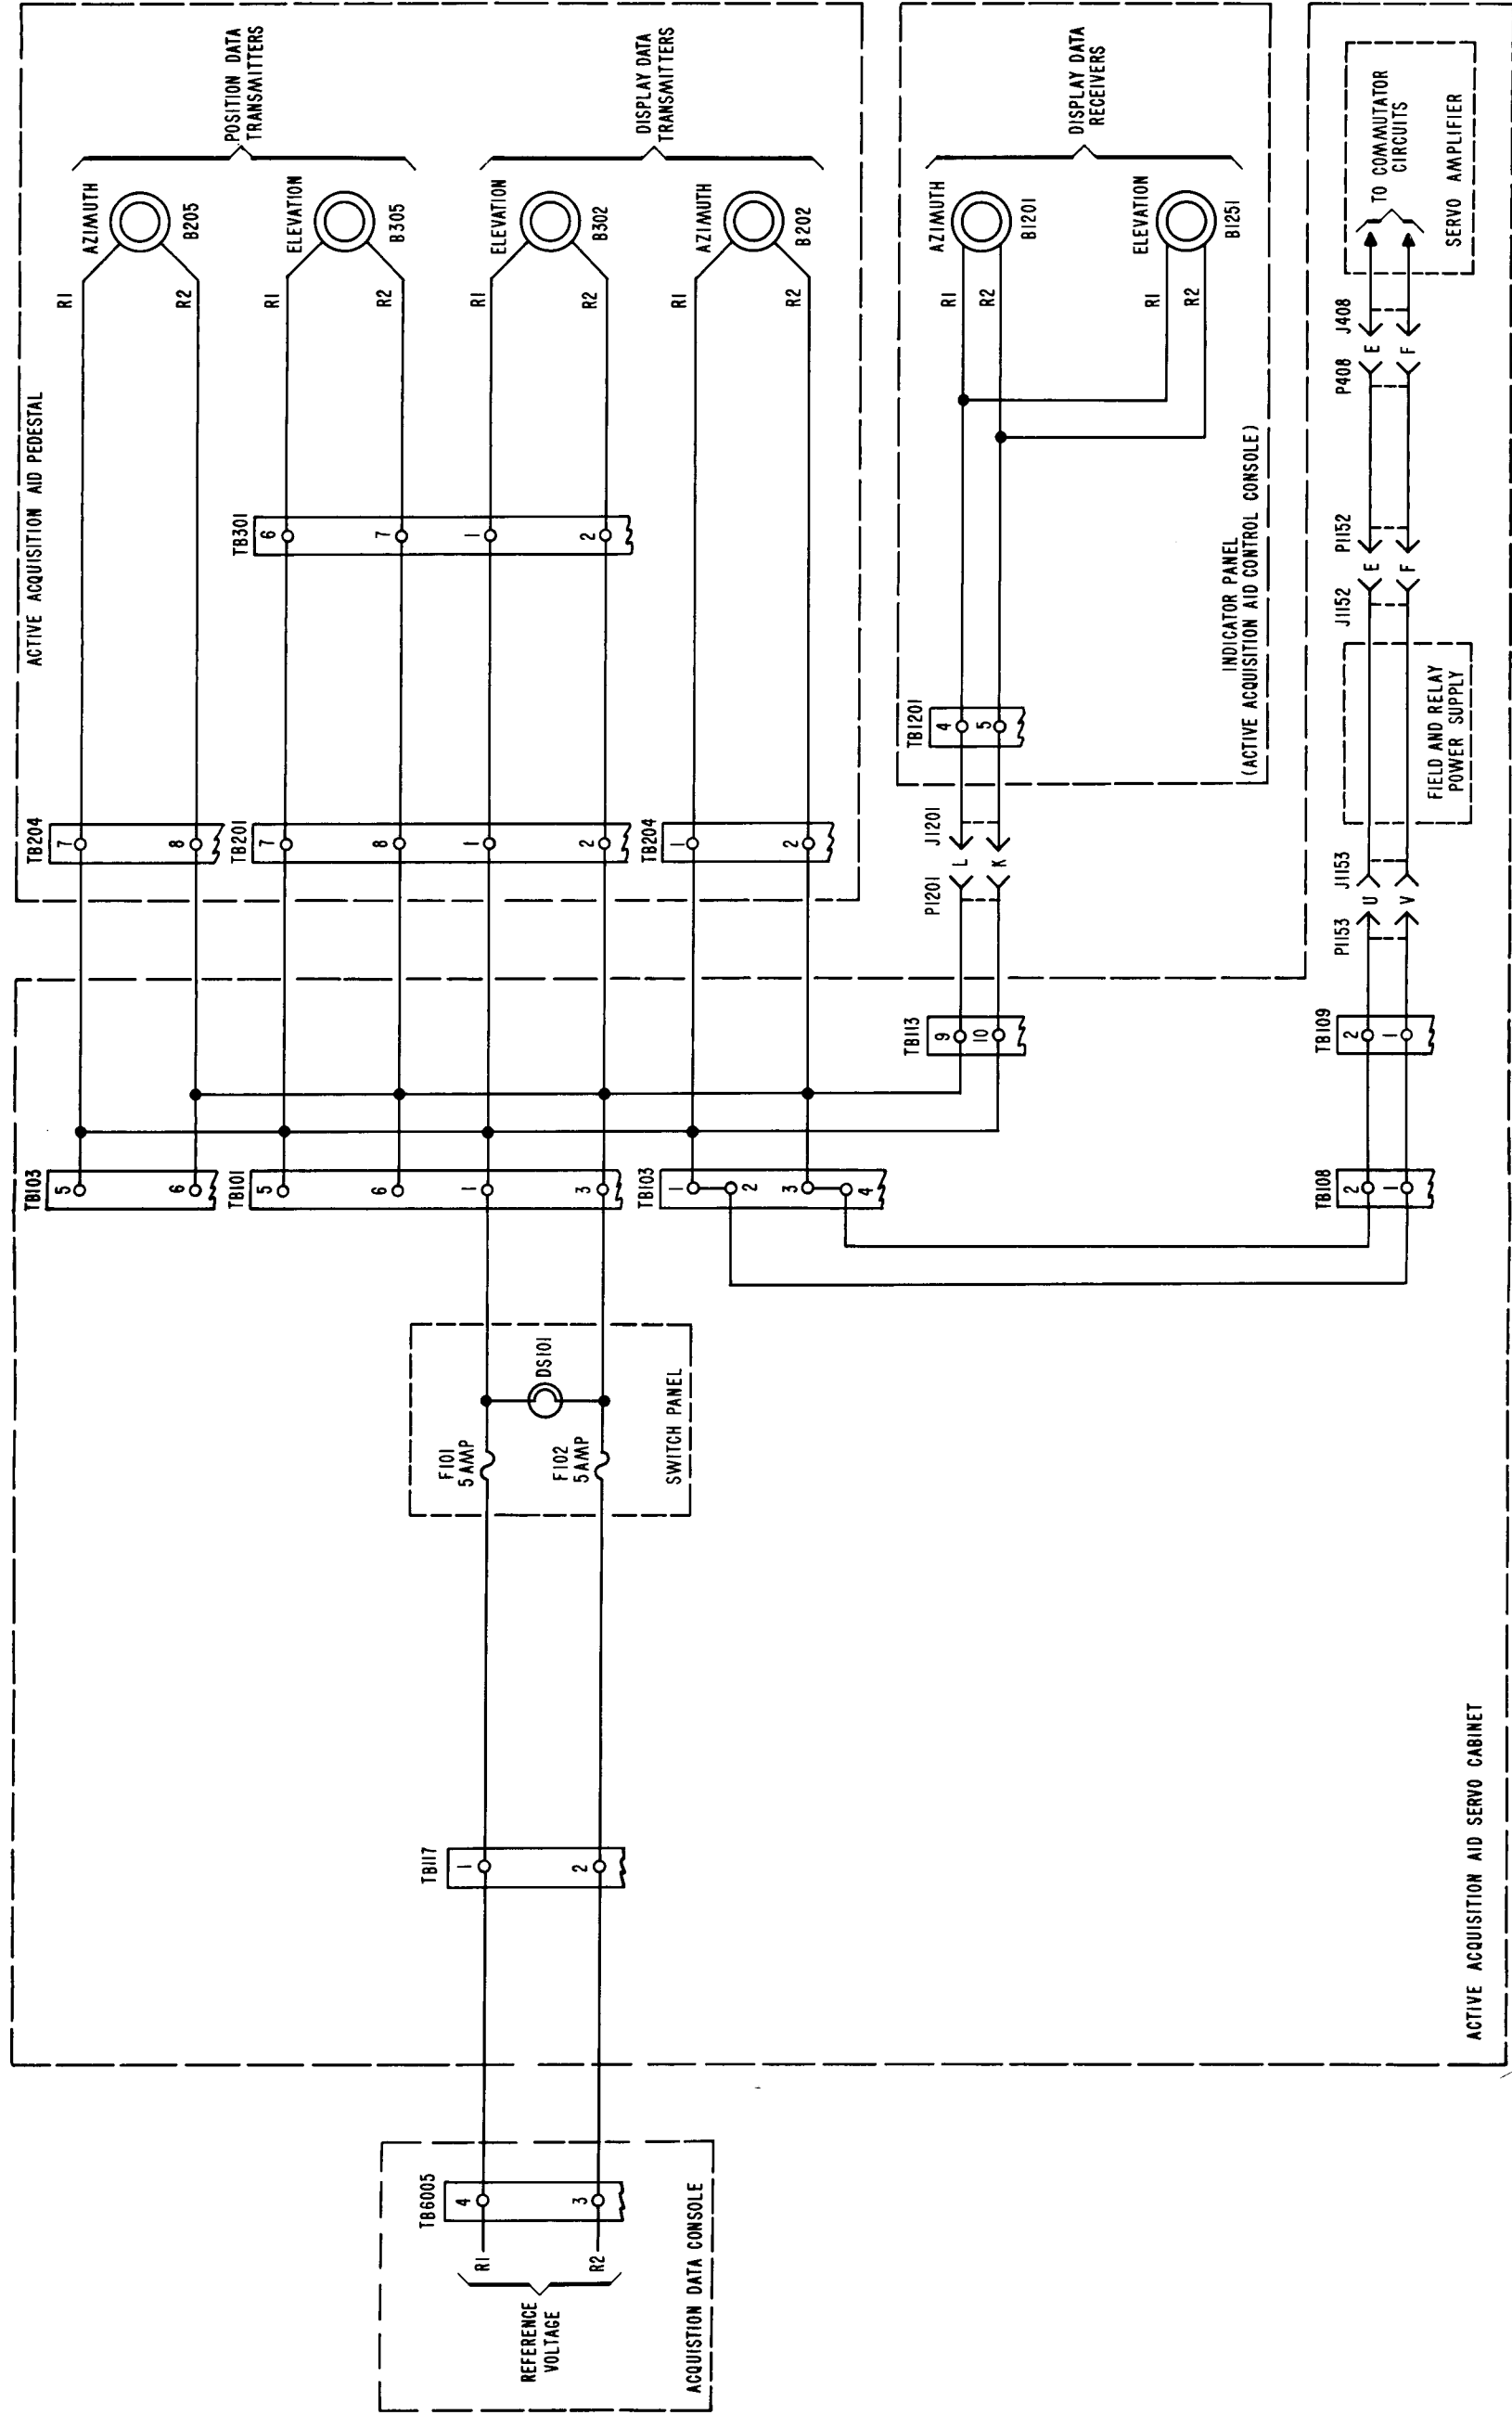 ACTIVE ACQUISITION AID PEDESTAL
POSITION DATA
TRANSMITTERS
AZIMUTH
B205
R1
R2
ELEVATION
B305
R1
R2
DISPLAY DATA
TRANSMITTERS
ELEVATION
B302
R1
R2
AZIMUTH
B202
R1
R2
TB301
6
7
1
2
TB204
7
8
TB201
7
8
1
2
TB204
1
2
DISPLAY DATA
RECEIVERS
AZIMUTH
B1201
R1
R2
ELEVATION
B1251
R1
R2
INDICATOR PANEL
(ACTIVE ACQUISITION AID CONTROL CONSOLE)
TB1201
4
5
J1201
L
K
P1201
TB113
9
10
TO COMMUTATOR
CIRCUITS
SERVO AMPLIFIER
J408
E
F
P408
P1152
E
F
J1152
FIELD AND RELAY
POWER SUPPLY
J1153
U
V
P1153
TB109
2
1
TB108
2
1
TB103
5
6
TB101
5
6
1
3
TB103
1
2
3
4
DS101
F101
5 AMP
F102
5 AMP
SWITCH PANEL
TB117
1
2
ACTIVE ACQUISITION AID SERVO CABINET
TB6005
4
3
R1
R2
REFERENCE
VOLTAGE
ACQUISTION DATA CONSOLE